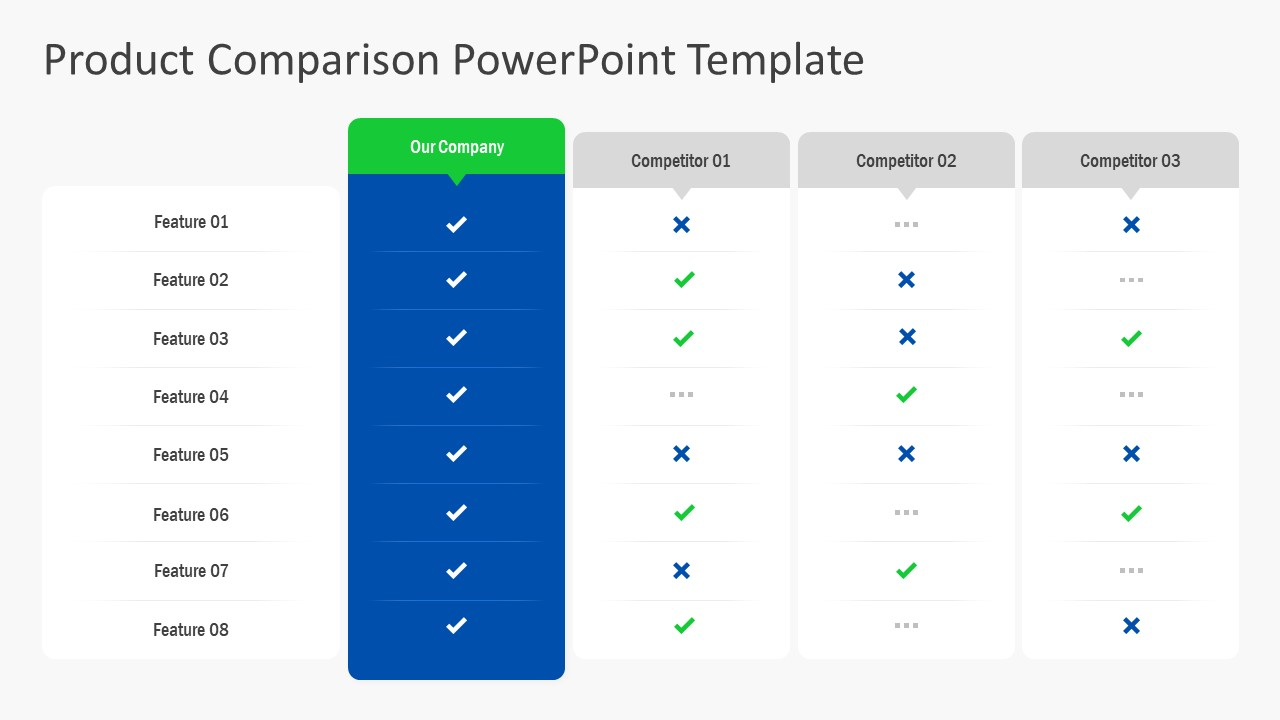 Product Comparison PowerPoint Template
Our Company
Competitor 01
Competitor 02
Competitor 03
Feature 01
Feature 02
Feature 03
Feature 04
Feature 05
Feature 06
Feature 07
Feature 08